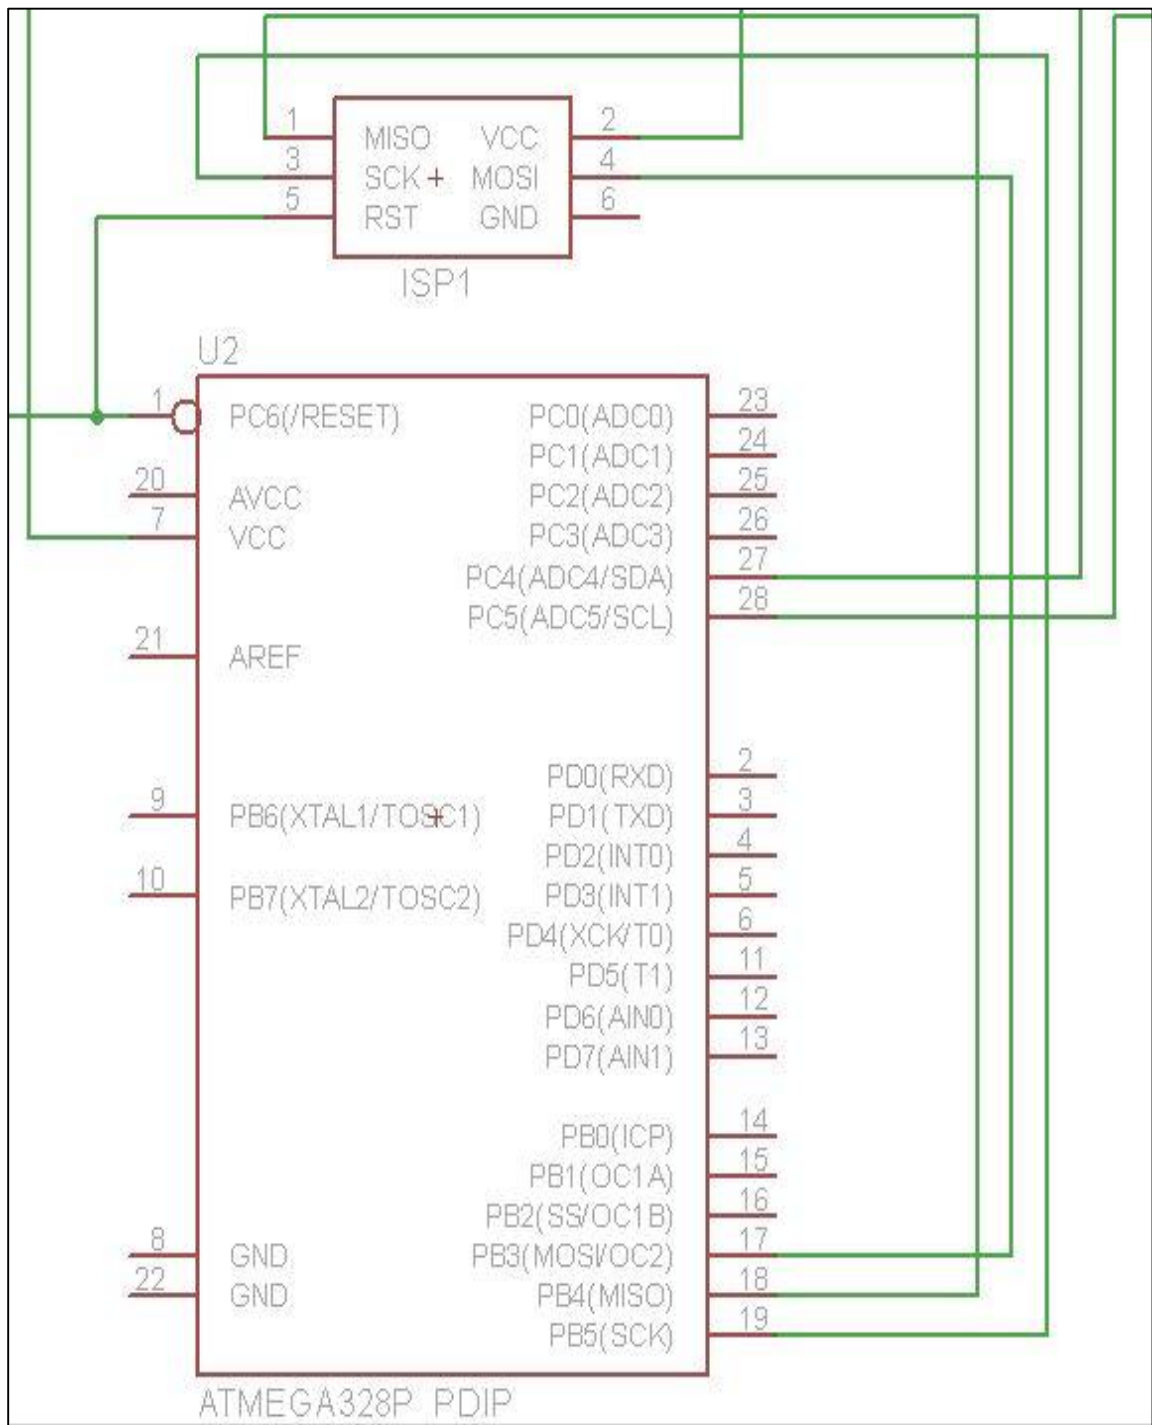 1 MISO VCC 2
3 SCK MOSI 4
5 RST GND 6
ISP1
U2
1 PC6(/RESET) PC0(ADC0) 23
PC1(ADC1) 24
20 AVCC PC2(ADC2) 25
7 VCC PC3(ADC3) 26
PC4(ADC4/SDA) 27
PC5(ADC5/SCL) 28
21 AREF
PD0(RXD) 2
9 PB6(XTAL1/TOSC1) PD1(TXD) 3
PD2(INT0) 4
10 PB7(XTAL2/TOSC2) PD3(INT1) 5
PD4(XCK/T0) 6
PD5(T1) 11
PD6(AIN0) 12
PD7(AIN1) 13
PB0(ICP) 14
PB1(OC1A) 15
PB2(SS/OC1B) 16
8 GND PB3(MOSI/OC2) 17
22 GND PB4(MISO) 18
PB5(SCK) 19
ATMEGA328P_PDIP